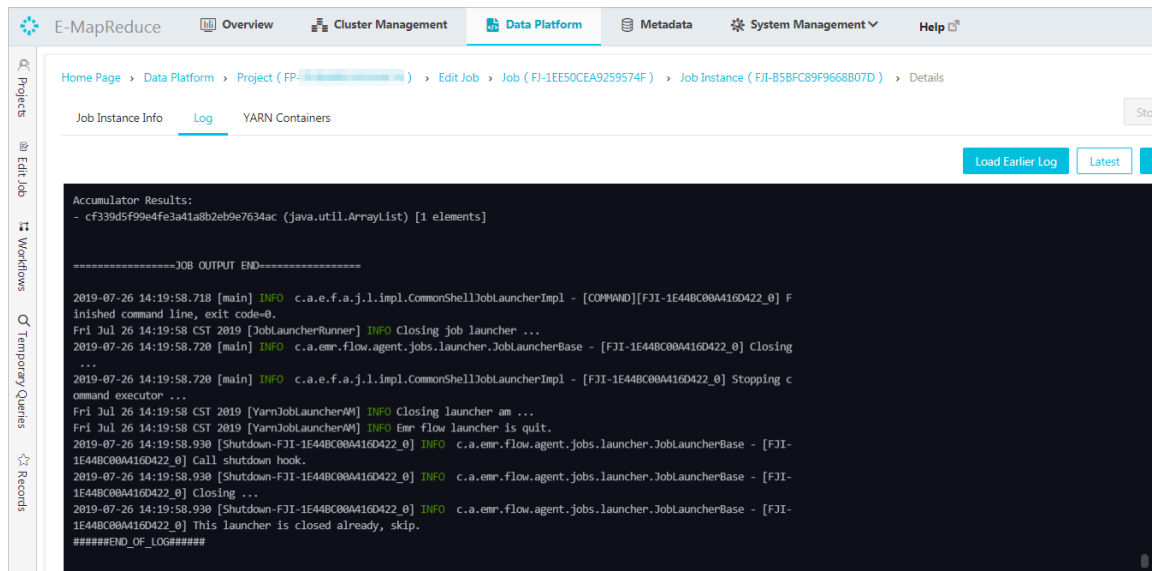 E-MapReduce Overview Cluster Management Data Platform Metadata System Management Help
Projects
Edit Job
Workflows
Temporary Queries
Records
Home Page > Data Platform > Project ( FP- ) > Edit Job > Job ( FJ-1EE50CEA9259574F ) > Job Instance ( FJI-B5BFC89F9668B07D ) > Details
Job Instance Info Log YARN Containers
Load Earlier Log Latest
Accumulator Results:
- cf339d5f99e4fe3a41a8b2eb9e7634ac (java.util.ArrayList) [1 elements]
=================JOB OUTPUT END=================
2019-07-26 14:19:58.718 [main] INFO c.a.e.f.a.j.l.impl.CommonShellJobLauncherImpl - [COMMAND][FJI-1E44BC00A416D422_0] F
inished command line, exit code=0.
Fri Jul 26 14:19:58 CST 2019 [JobLauncherRunner] INFO Closing job launcher ...
2019-07-26 14:19:58.720 [main] INFO c.a.emr.flow.agent.jobs.launcher.JobLauncherBase - [FJI-1E44BC00A416D422_0] Closing
...
2019-07-26 14:19:58.720 [main] INFO c.a.e.f.a.j.l.impl.CommonShellJobLauncherImpl - [FJI-1E44BC00A416D422_0] Stopping c
ommand executor ...
Fri Jul 26 14:19:58 CST 2019 [YarnJobLauncherAM] INFO Closing launcher am ...
Fri Jul 26 14:19:58 CST 2019 [YarnJobLauncherAM] INFO Emr flow launcher is quit.
2019-07-26 14:19:58.930 [Shutdown-FJI-1E44BC00A416D422_0] INFO c.a.emr.flow.agent.jobs.launcher.JobLauncherBase - [FJI-
1E44BC00A416D422_0] Call shutdown hook.
2019-07-26 14:19:58.930 [Shutdown-FJI-1E44BC00A416D422_0] INFO c.a.emr.flow.agent.jobs.launcher.JobLauncherBase - [FJI-
1E44BC00A416D422_0] Closing ...
2019-07-26 14:19:58.930 [Shutdown-FJI-1E44BC00A416D422_0] INFO c.a.emr.flow.agent.jobs.launcher.JobLauncherBase - [FJI-
1E44BC00A416D422_0] This launcher is closed already, skip.
######END_OF_LOG######